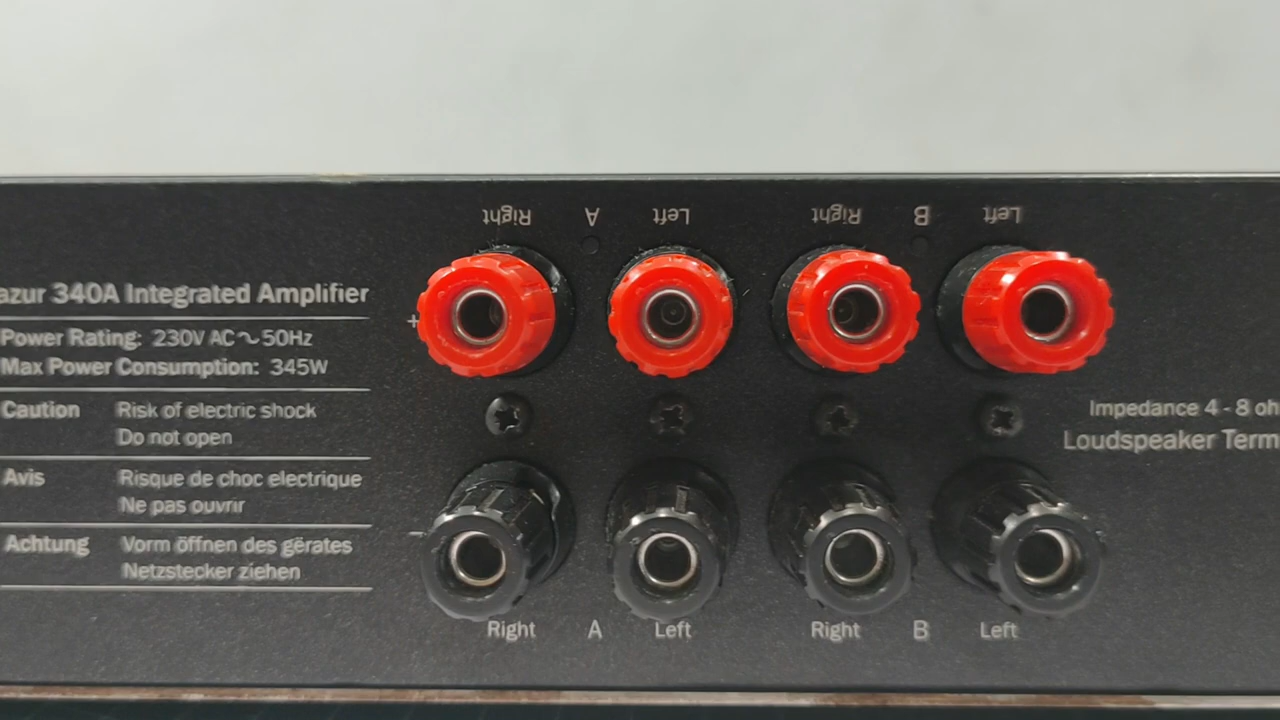 Right A Left Right B Left
azur 340A Integrated Amplifier
+
Power Rating: 230V AC ~ 50Hz
Max Power Consumption: 345W
Caution Risk of electric shock
Do not open
Impedance 4 - 8 oh
Loudspeaker Term
Avis Risque de choc electrique
Ne pas ouvrir
−
Achtung Vorm öffnen des gërates
Netzstecker ziehen
Right A Left Right B Left